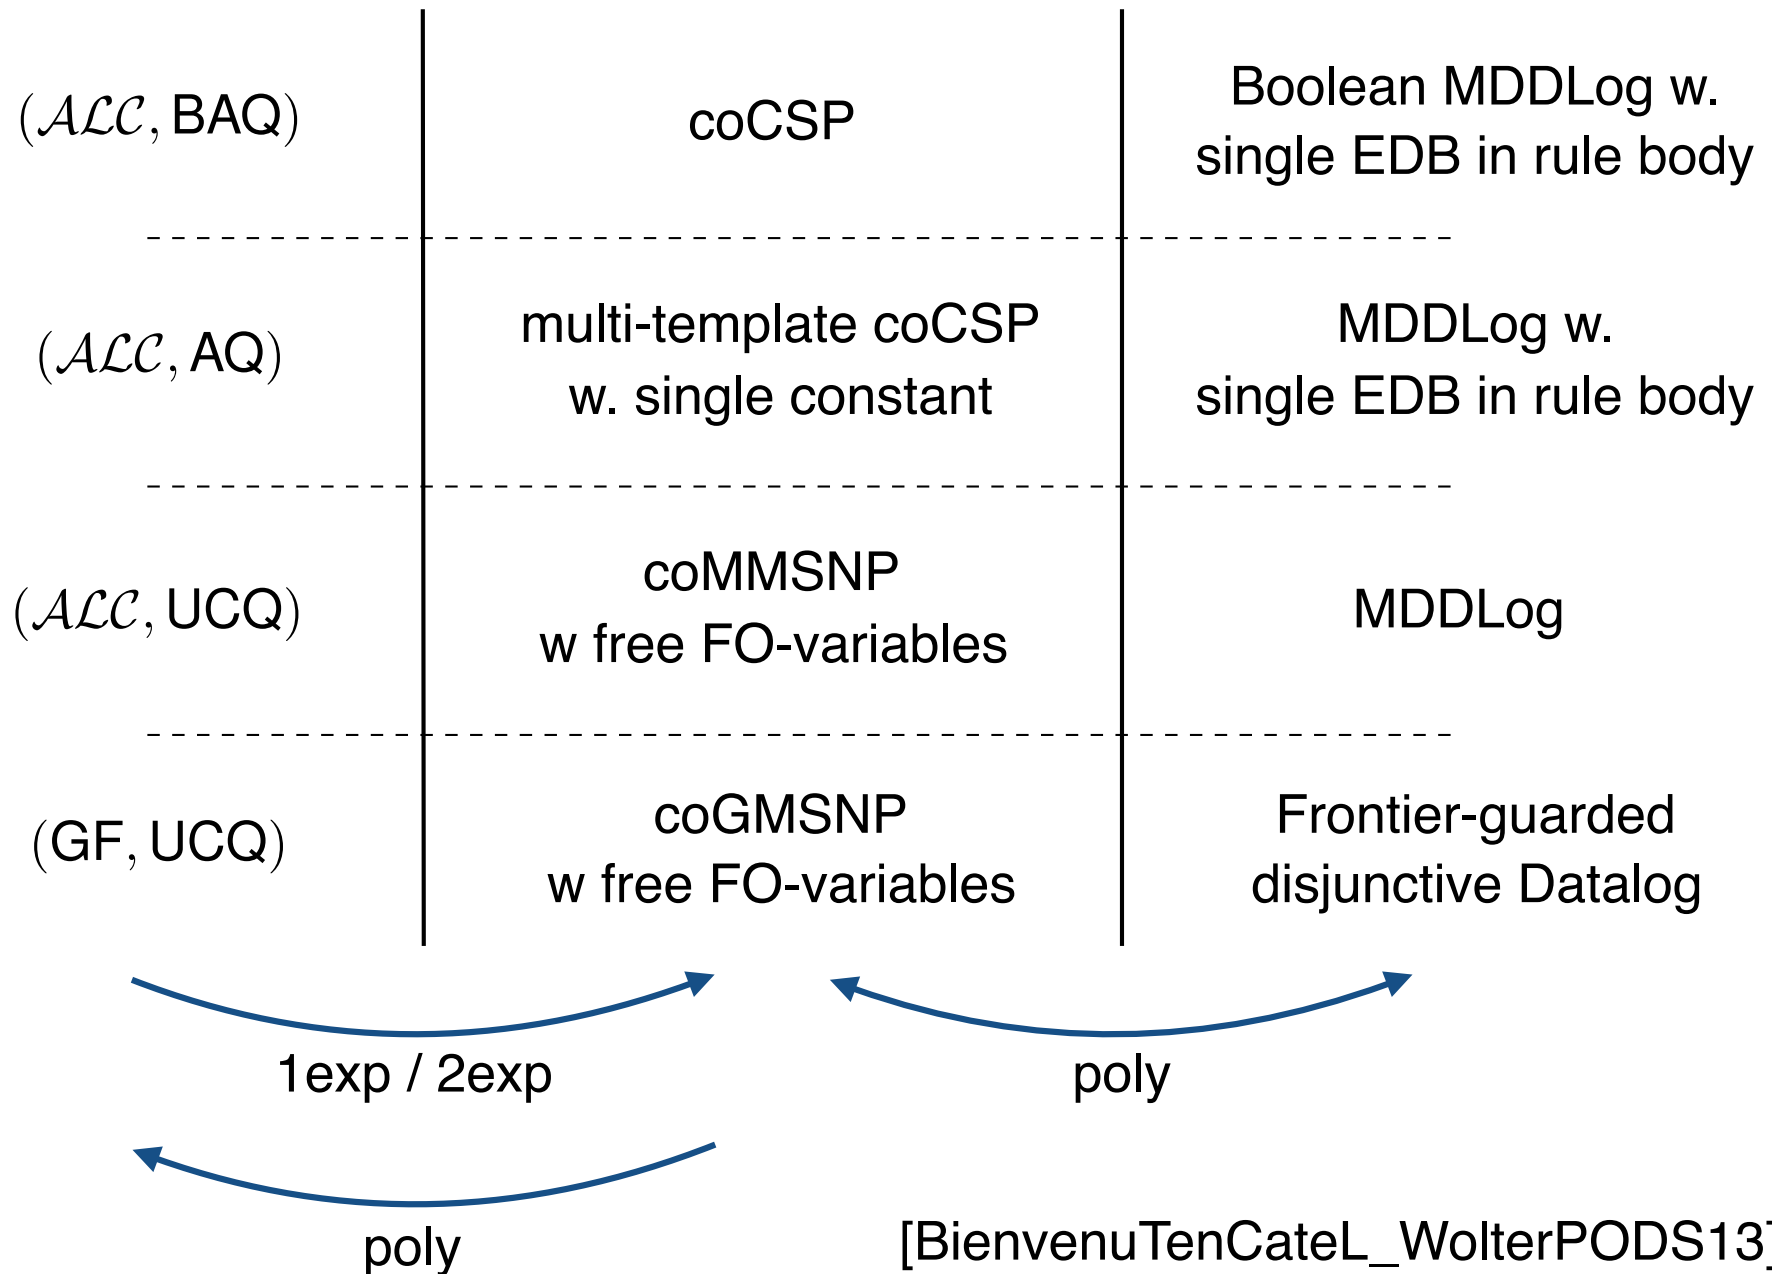 (𝒜ℒ𝒞, BAQ)
coCSP
Boolean MDDLog w.
single EDB in rule body
(𝒜ℒ𝒞, AQ)
multi-template coCSP
w. single constant
MDDLog w.
single EDB in rule body
(𝒜ℒ𝒞, UCQ)
coMMSNP
w free FO-variables
MDDLog
(GF, UCQ)
coGMSNP
w free FO-variables
Frontier-guarded
disjunctive Datalog
1exp / 2exp
poly
poly
[BienvenuTenCateL_WolterPODS13]